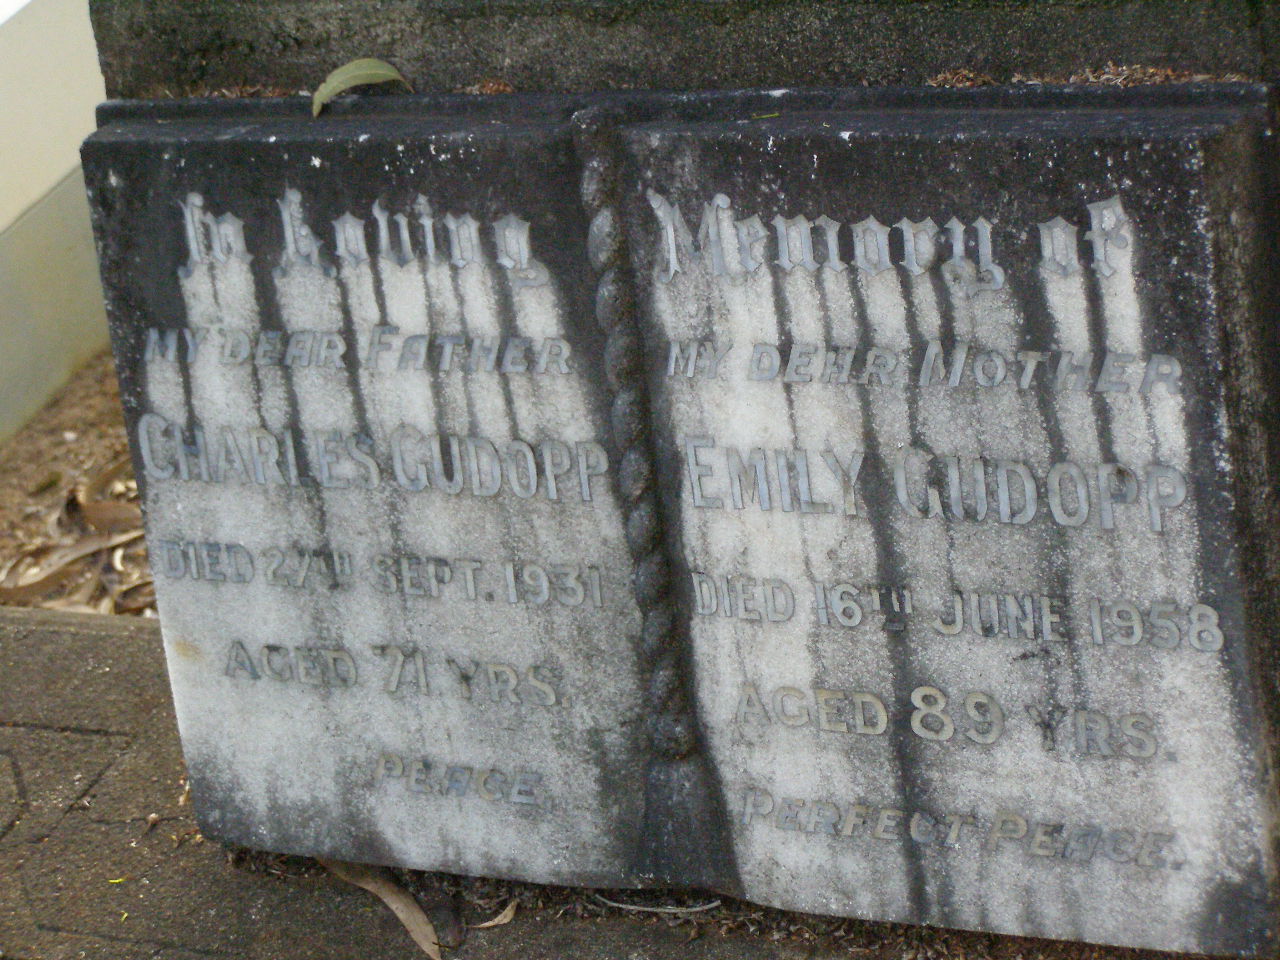 In Loving
MY DEAR FATHER
CHARLES GUDOPP
DIED 27TH SEPT. 1931
AGED 71 YRS.
PEACE
Memory of
MY DEAR MOTHER
EMILY GUDOPP
DIED 16TH JUNE 1958
AGED 89 YRS
PERFECT PEACE